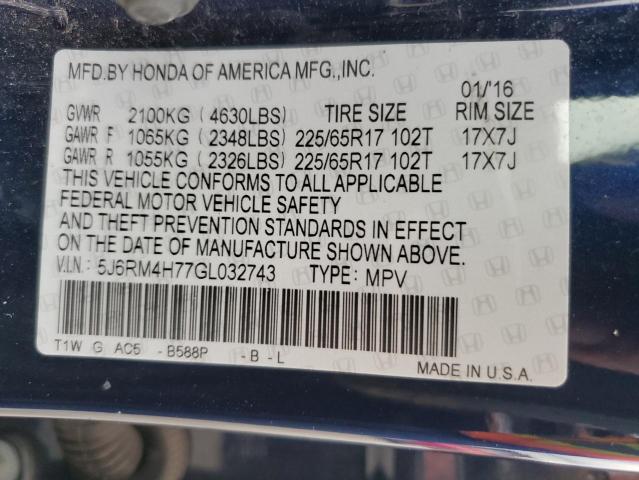 MFD.BY HONDA OF AMERICA MFG.,INC.
01/'16
GVWR 2100KG (4630LBS) TIRE SIZE RIM SIZE
GAWR F 1065KG (2348LBS) 225/65R17 102T 17X7J
GAWR R 1055KG (2326LBS) 225/65R17 102T 17X7J
THIS VEHICLE CONFORMS TO ALL APPLICABLE
FEDERAL MOTOR VEHICLE SAFETY
AND THEFT PREVENTION STANDARDS IN EFFECT
ON THE DATE OF MANUFACTURE SHOWN ABOVE.
V.I.N.: 5J6RM4H77GL032743 TYPE: MPV
T1W G AC5 -B588P -B-L
MADE IN U.S.A.